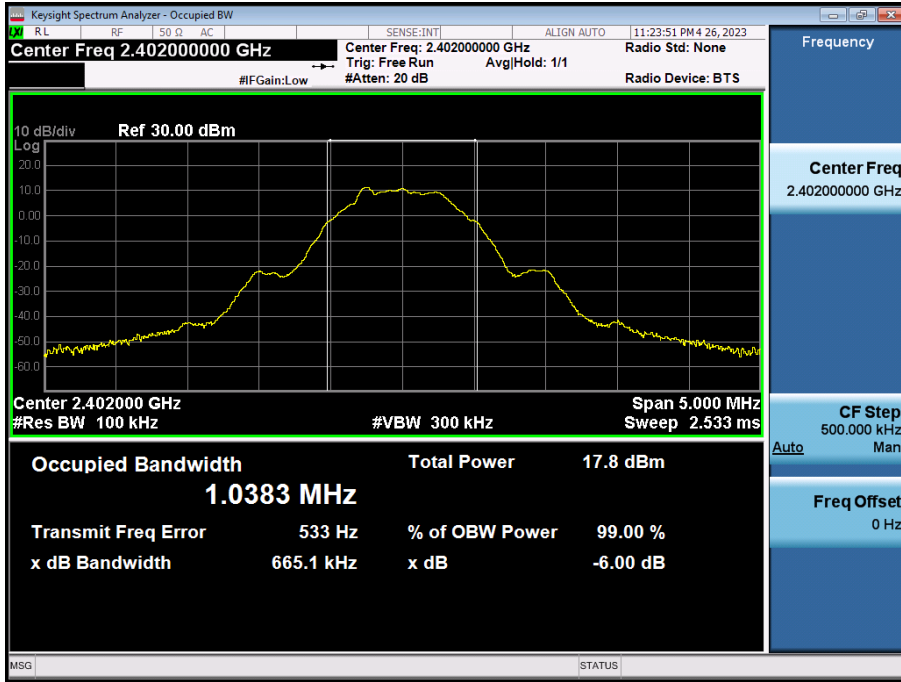 Keysight Spectrum Analyzer - Occupied BW
LXI RL RF 50 Ω AC SENSE:INT ALIGN AUTO 11:23:51 PM 4 26, 2023
Center Freq 2.402000000 GHz
Center Freq: 2.402000000 GHz
Radio Std: None
Trig: Free Run Avg|Hold: 1/1
#IFGain:Low #Atten: 20 dB Radio Device: BTS
10 dB/div Ref 30.00 dBm
Log
20.0
10.0
0.00
-10.0
-20.0
-30.0
-40.0
-50.0
-60.0
Center 2.402000 GHz Span 5.000 MHz
#Res BW 100 kHz #VBW 300 kHz Sweep 2.533 ms
Occupied Bandwidth Total Power 17.8 dBm
1.0383 MHz
Transmit Freq Error 533 Hz % of OBW Power 99.00 %
x dB Bandwidth 665.1 kHz x dB -6.00 dB
MSG STATUS
Frequency
Center Freq
2.402000000 GHz
CF Step
500.000 kHz
Auto Man
Freq Offset
0 Hz